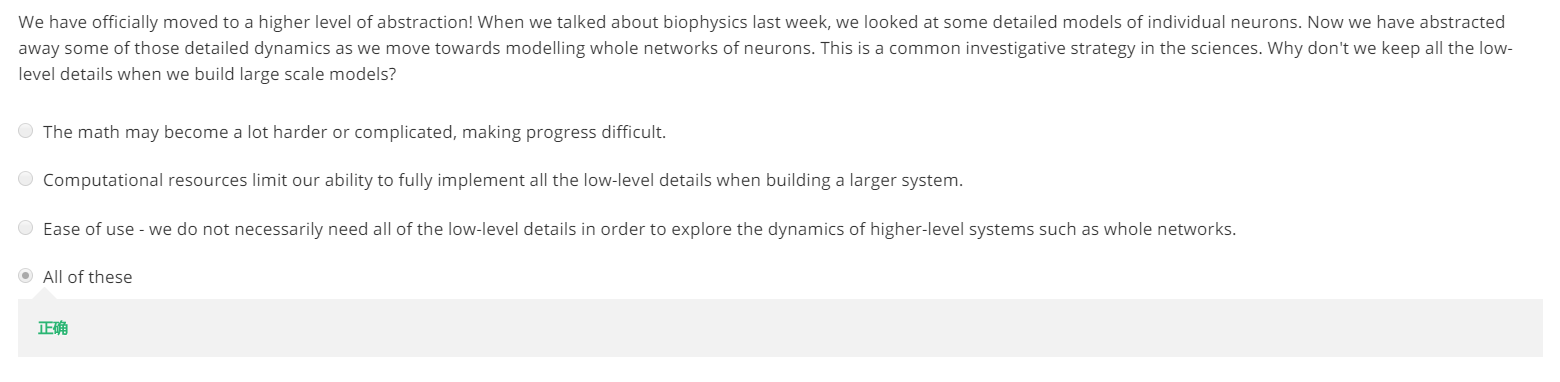 We have officially moved to a higher level of abstraction! When we talked about biophysics last week, we looked at some detailed models of individual neurons. Now we have abstracted
away some of those detailed dynamics as we move towards modelling whole networks of neurons. This is a common investigative strategy in the sciences. Why don't we keep all the low-
level details when we build large scale models?
The math may become a lot harder or complicated, making progress difficult.
Computational resources limit our ability to fully implement all the low-level details when building a larger system.
Ease of use - we do not necessarily need all of the low-level details in order to explore the dynamics of higher-level systems such as whole networks.
All of these
正确